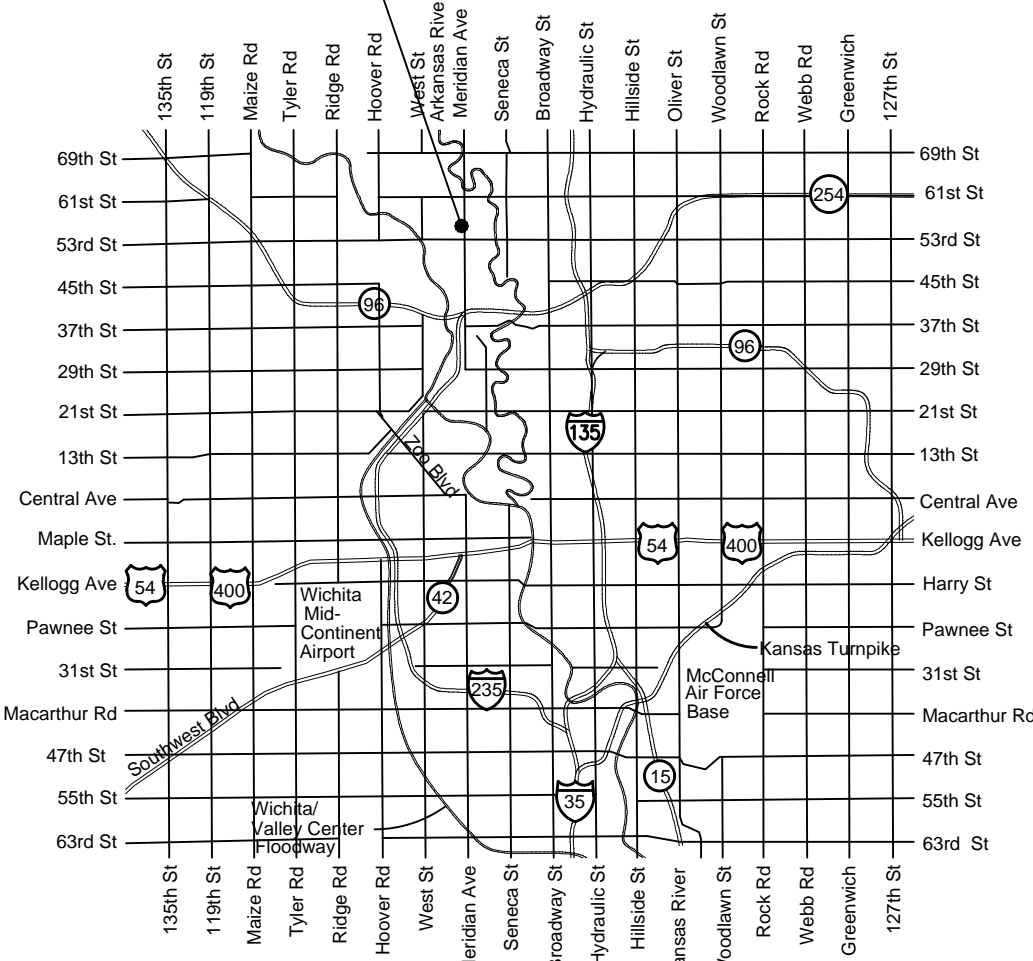 135th St
119th St
Maize Rd
Tyler Rd
Ridge Rd
Hoover Rd
West St
Arkansas Rive
Meridian Ave
Seneca St
Broadway St
Hydraulic St
Hillside St
Oliver St
Woodlawn St
Rock Rd
Webb Rd
Greenwich
127th St
69th St
69th St
61st St
254
61st St
53rd St
53rd St
45th St
45th St
96
37th St
37th St
96
29th St
29th St
21st St
21st St
135
Zoo Blvd
13th St
13th St
Central Ave
Central Ave
Maple St.
54
400
Kellogg Ave
Kellogg Ave
54
400
Harry St
Wichita
Mid-
Continent
Airport
42
Pawnee St
Pawnee St
Kansas Turnpike
31st St
31st St
McConnell
Air Force
Base
235
Macarthur Rd
Macarthur Rd
Southwest Blvd
47th St
47th St
15
35
55th St
55th St
Wichita/
Valley Center
Floodway
63rd St
63rd St
135th St
119th St
Maize Rd
Tyler Rd
Ridge Rd
Hoover Rd
West St
eridian Ave
Seneca St
Broadway St
Hydraulic St
Hillside St
ansas River
Woodlawn St
Rock Rd
Webb Rd
Greenwich
127th St